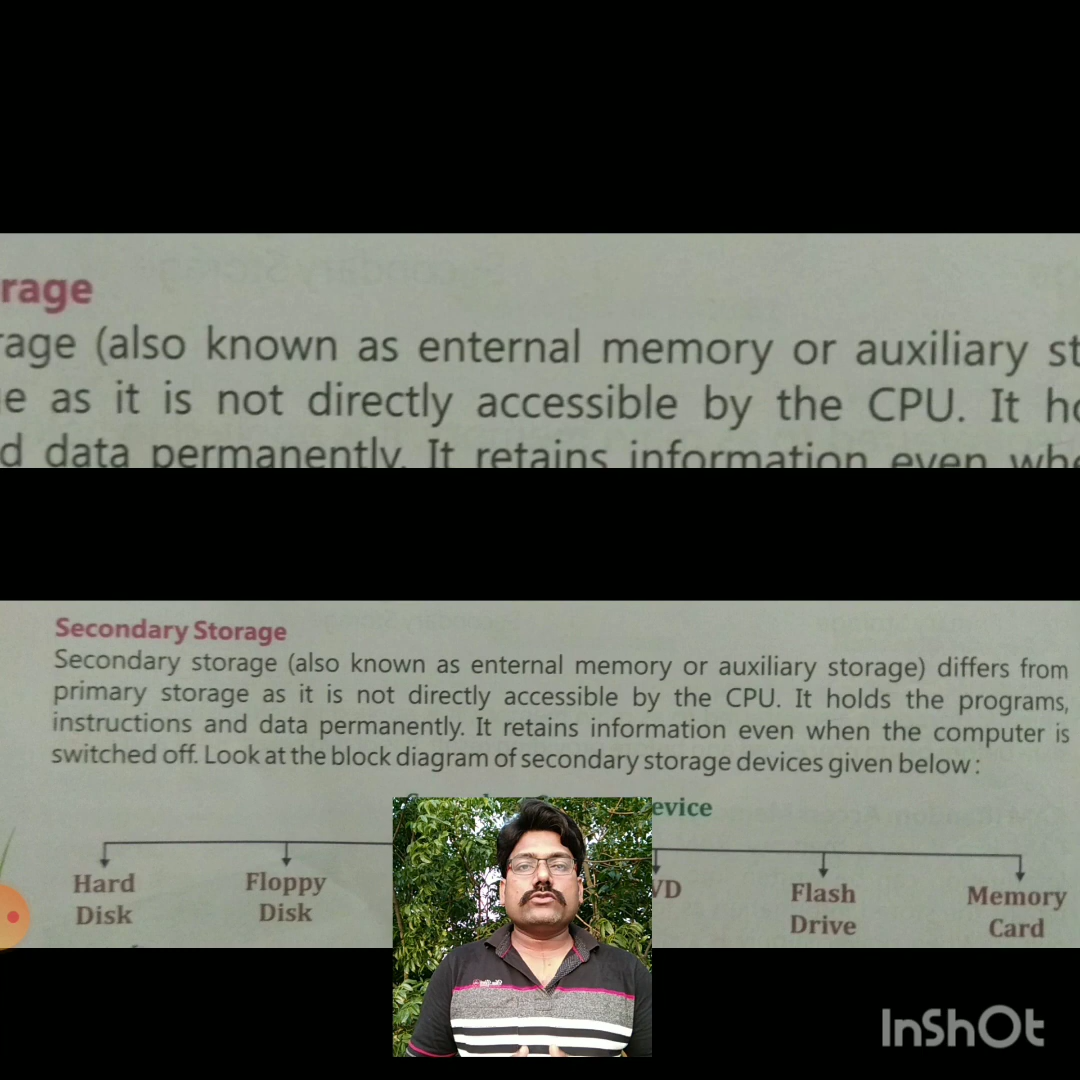 rage
rage (also known as enternal memory or auxiliary st
e as it is not directly accessible by the CPU. It ho
d data permanently. It retains information even whe
Secondary Storage
Secondary storage (also known as enternal memory or auxiliary storage) differs from
primary storage as it is not directly accessible by the CPU. It holds the programs,
instructions and data permanently. It retains information even when the computer is
switched off. Look at the block diagram of secondary storage devices given below :
evice
Hard Disk
Floppy Disk
VD
Flash Drive
Memory Card
InShOt